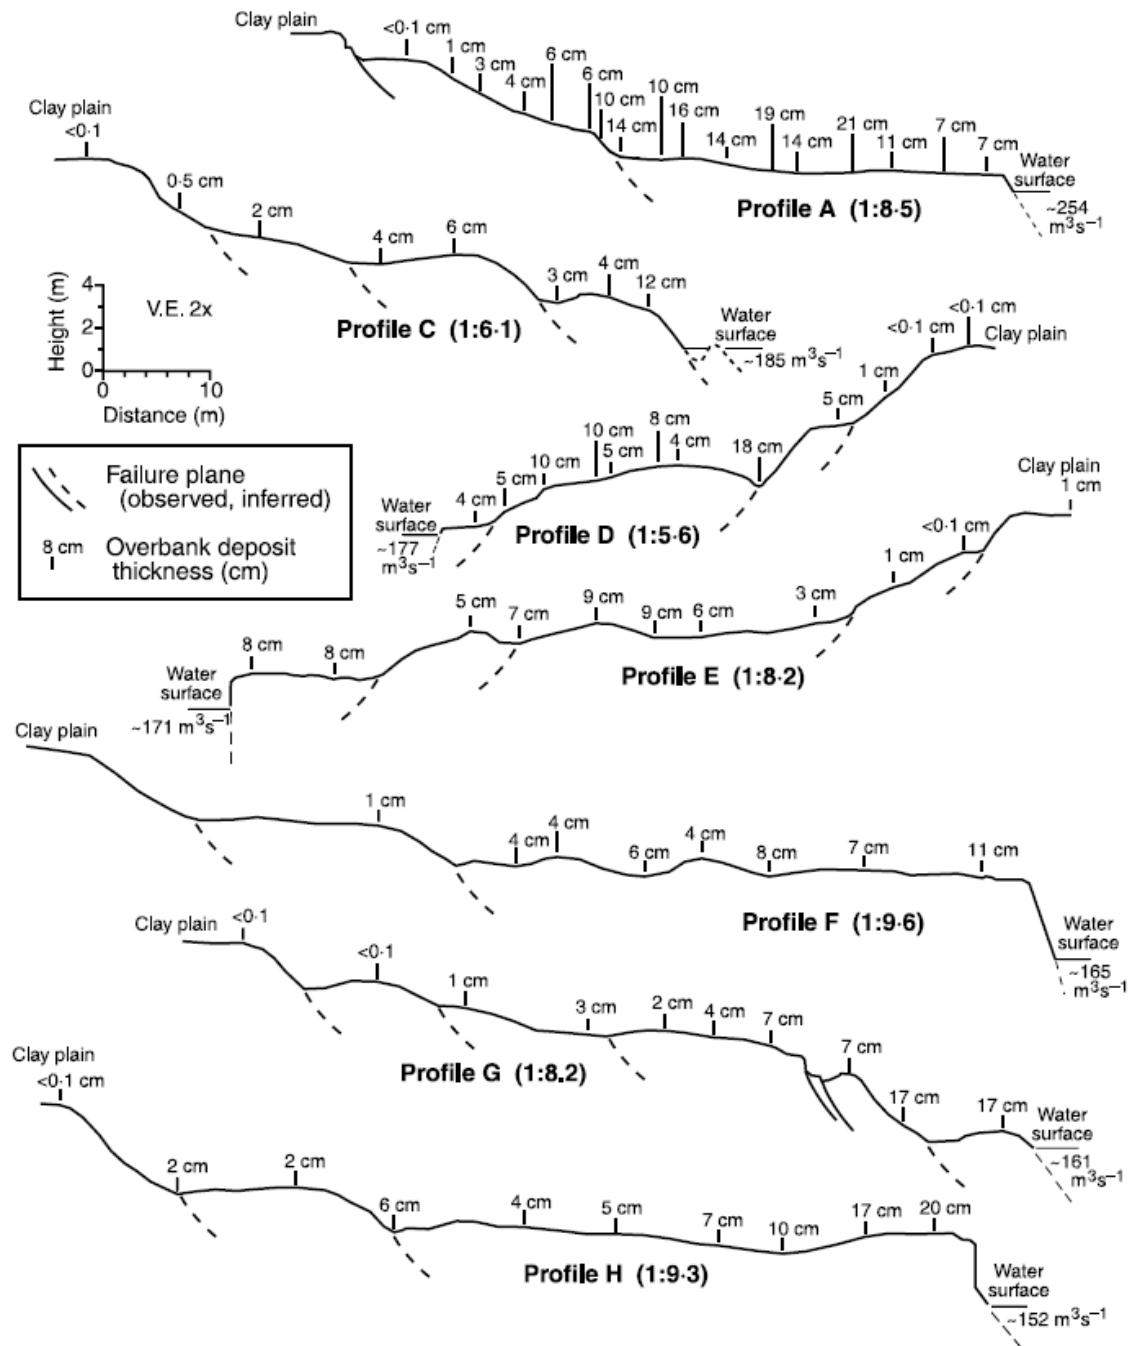 Clay plain
<0·1 cm
1 cm
3 cm
4 cm
6 cm
6 cm
10 cm
14 cm
10 cm
16 cm
14 cm
19 cm
14 cm
21 cm
11 cm
7 cm
7 cm
Water
surface
~254
m³s⁻¹
Profile A (1:8·5)
Clay plain
<0·1
0·5 cm
2 cm
4 cm
6 cm
3 cm
4 cm
12 cm
Water
surface
~185 m³s⁻¹
Profile C (1:6·1)
Height (m)
4
2
0
V.E. 2x
0
10
Distance (m)
Failure plane
(observed, inferred)
8 cm
Overbank deposit
thickness (cm)
Water
surface
~177
m³s⁻¹
4 cm
5 cm
10 cm
10 cm
5 cm
8 cm
4 cm
18 cm
5 cm
1 cm
<0·1 cm
<0·1 cm
Clay plain
Profile D (1:5·6)
Water
surface
~171 m³s⁻¹
8 cm
8 cm
5 cm
7 cm
9 cm
9 cm
6 cm
3 cm
1 cm
<0·1 cm
Clay plain
1 cm
Profile E (1:8·2)
Clay plain
1 cm
4 cm
4 cm
6 cm
4 cm
8 cm
7 cm
11 cm
Water
surface
~165
m³s⁻¹
Profile F (1:9·6)
Clay plain
<0·1
<0·1
1 cm
3 cm
2 cm
4 cm
7 cm
7 cm
17 cm
17 cm
Water
surface
~161
m³s⁻¹
Profile G (1:8.2)
Clay plain
<0·1 cm
2 cm
2 cm
6 cm
4 cm
5 cm
7 cm
10 cm
17 cm
20 cm
Water
surface
~152 m³s⁻¹
Profile H (1:9·3)